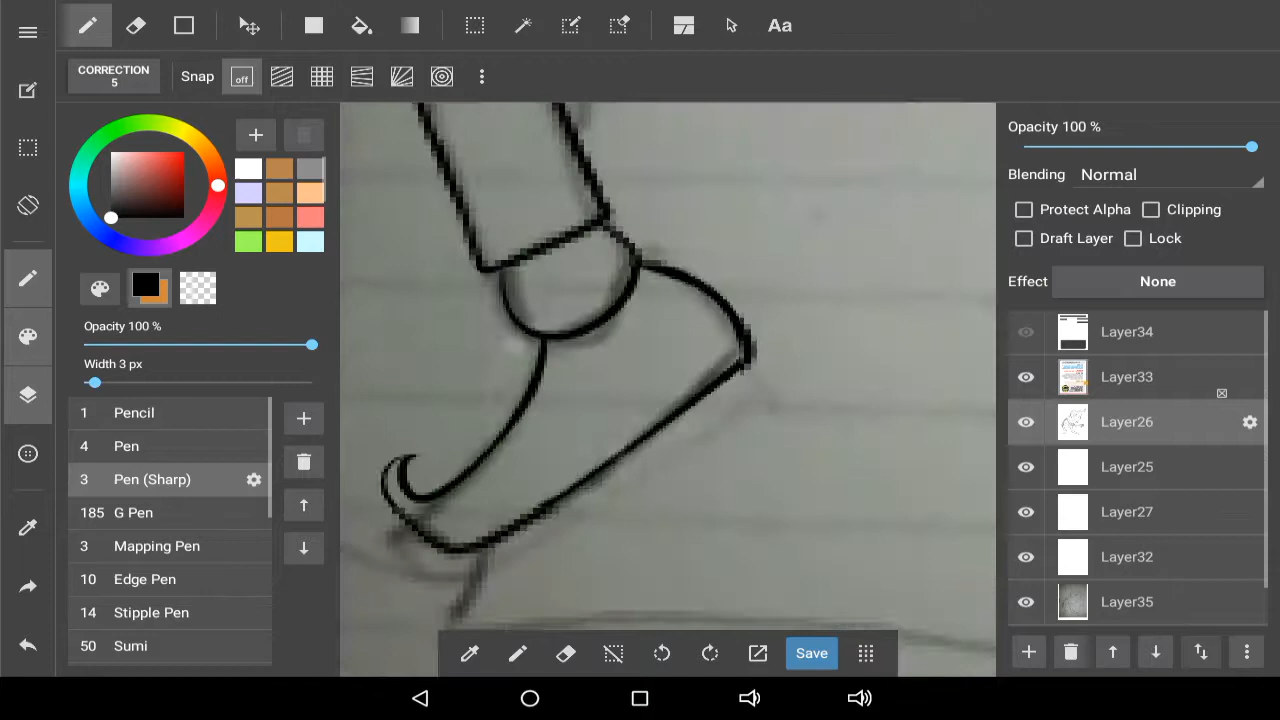 Aa
CORRECTION
5
Snap
off
Opacity 100 %
Width 3 px
1 Pencil
4 Pen
3 Pen (Sharp)
185 G Pen
3 Mapping Pen
10 Edge Pen
14 Stipple Pen
50 Sumi
Save
Opacity 100 %
Blending Normal
Protect Alpha Clipping
Draft Layer Lock
Effect None
Layer34
Layer33
Layer26
Layer25
Layer27
Layer32
Layer35